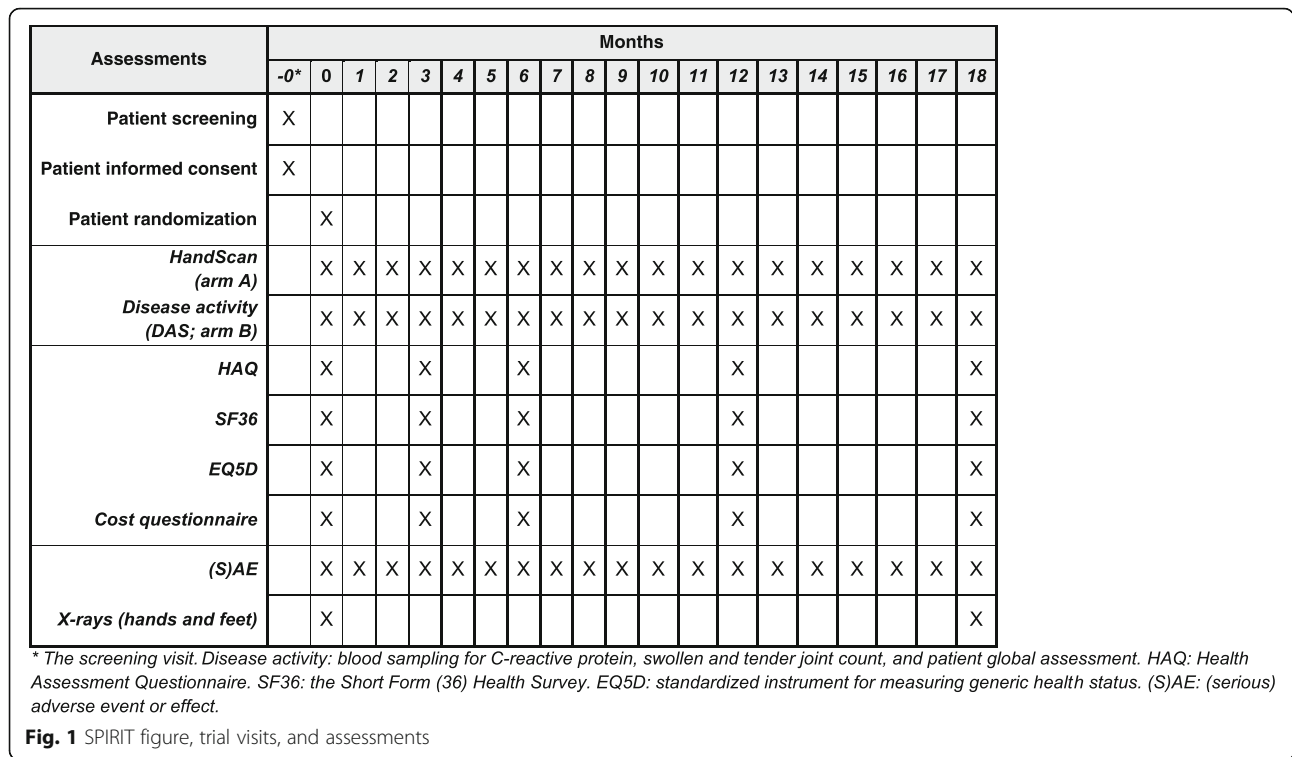 Assessments
Months
-0* 0 1 2 3 4 5 6 7 8 9 10 11 12 13 14 15 16 17 18
Patient screening X
Patient informed consent X
Patient randomization X
HandScan
(arm A) X X X X X X X X X X X X X X X X X X X
Disease activity
(DAS; arm B) X X X X X X X X X X X X X X X X X X X
HAQ X X X X X
SF36 X X X X X
EQ5D X X X X X
Cost questionnaire X X X X X
(S)AE X X X X X X X X X X X X X X X X X X X
X-rays (hands and feet) X X
* The screening visit. Disease activity: blood sampling for C-reactive protein, swollen and tender joint count, and patient global assessment. HAQ: Health
Assessment Questionnaire. SF36: the Short Form (36) Health Survey. EQ5D: standardized instrument for measuring generic health status. (S)AE: (serious)
adverse event or effect.
Fig. 1 SPIRIT figure, trial visits, and assessments